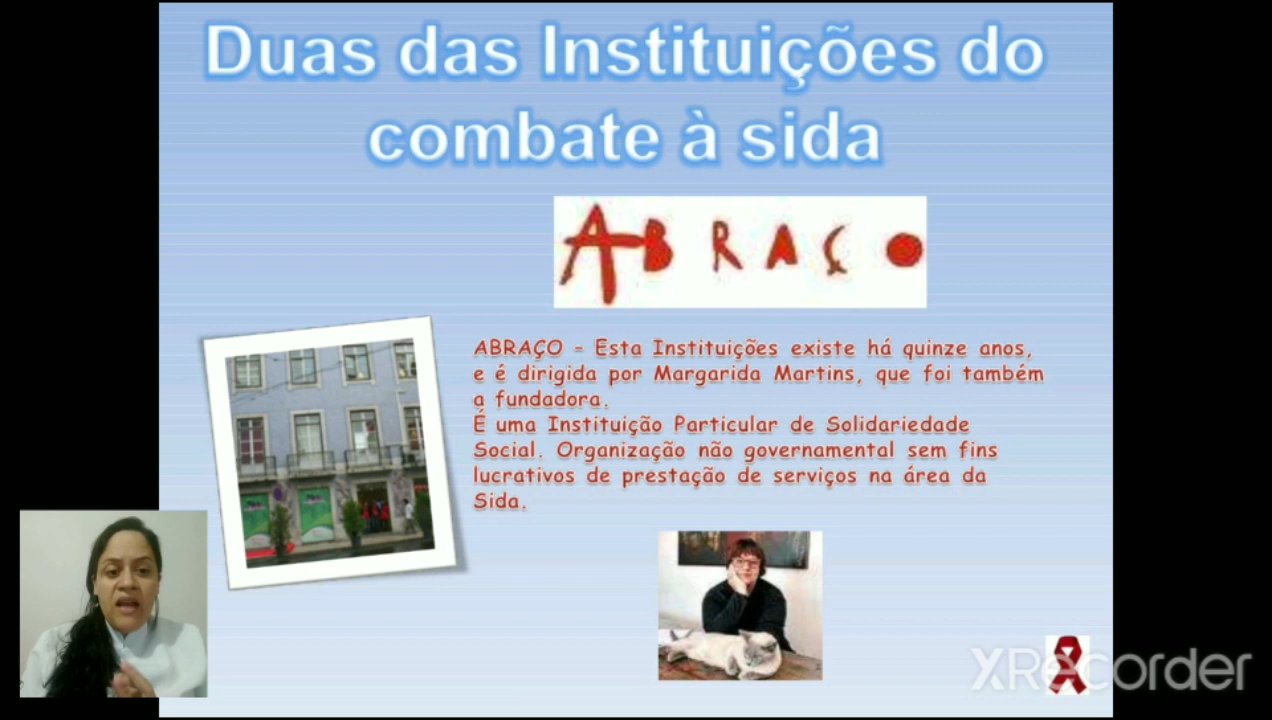 Duas das Instituições do
combate à sida
ABRAÇO
ABRAÇO - Esta Instituições existe há quinze anos,
e é dirigida por Margarida Martins, que foi também
a fundadora.
É uma Instituição Particular de Solidariedade
Social. Organização não governamental sem fins
lucrativos de prestação de serviços na área da
Sida.
XRecorder